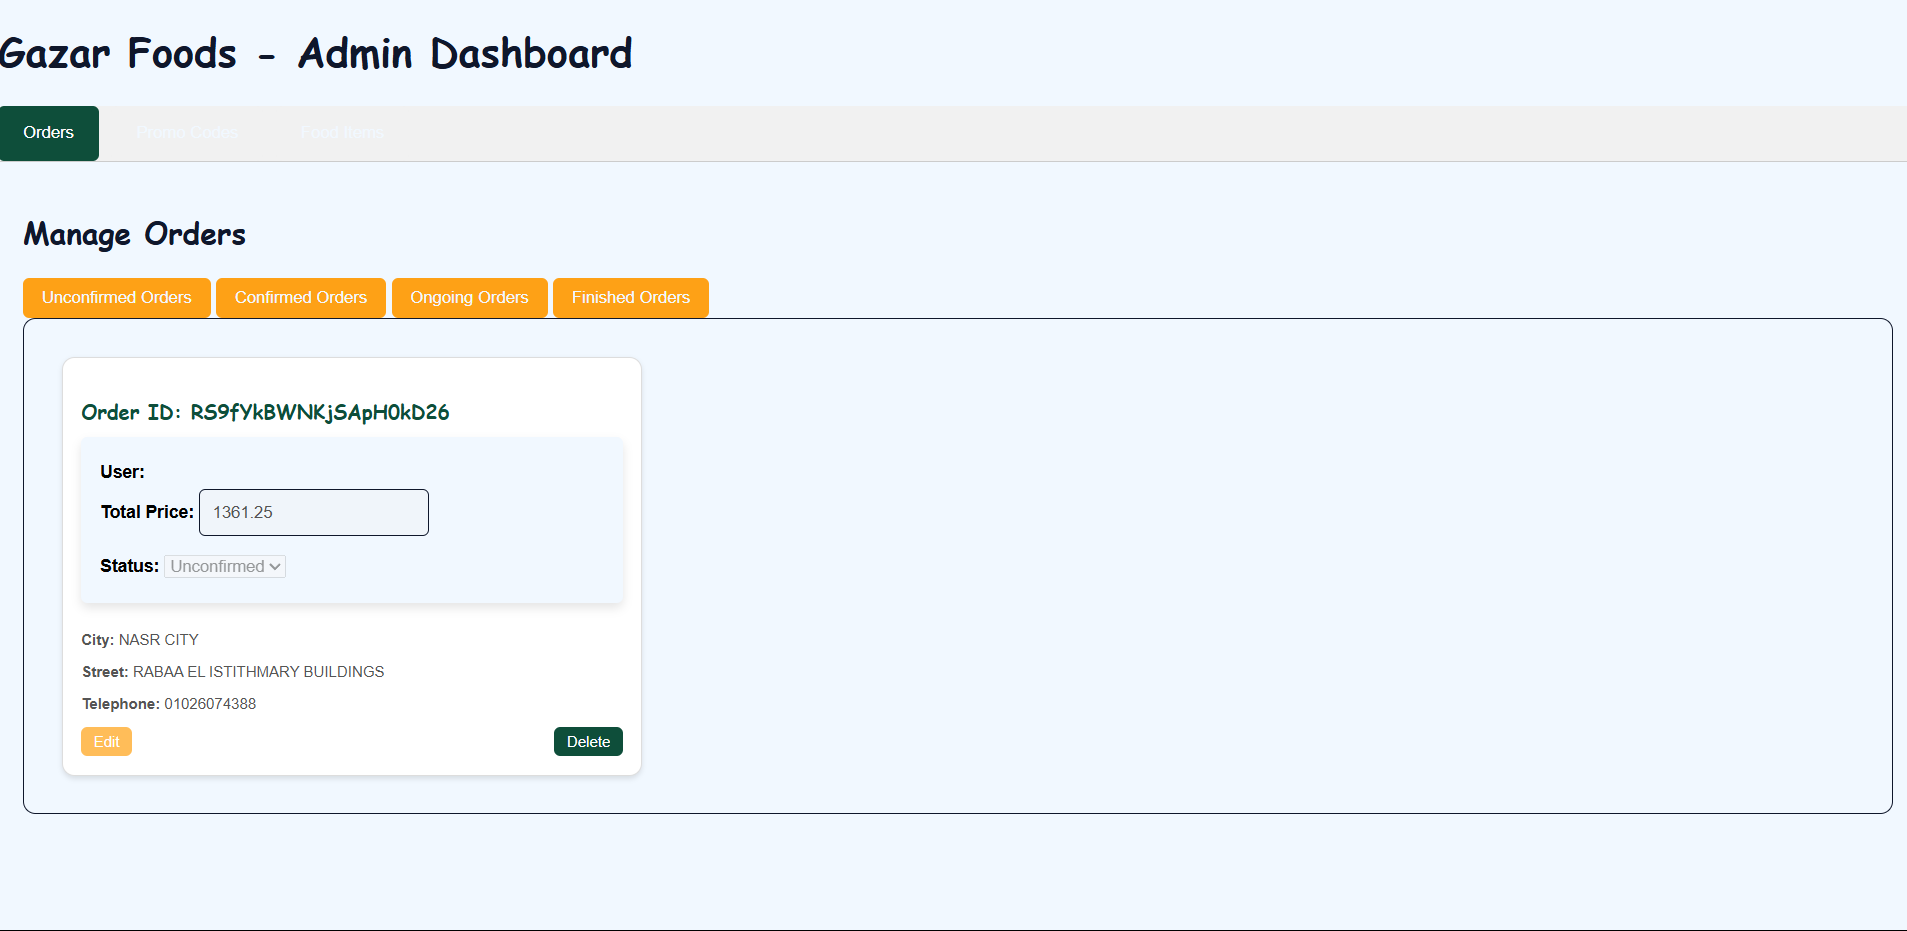 Gazar Foods - Admin Dashboard
Orders Promo Codes Food Items
Manage Orders
Unconfirmed Orders Confirmed Orders Ongoing Orders Finished Orders
Order ID: RS9fYkBWNKjSApH0kD26
User:
Total Price: 1361.25
Status: Unconfirmed
City: NASR CITY
Street: RABAA EL ISTITHMARY BUILDINGS
Telephone: 01026074388
Edit Delete